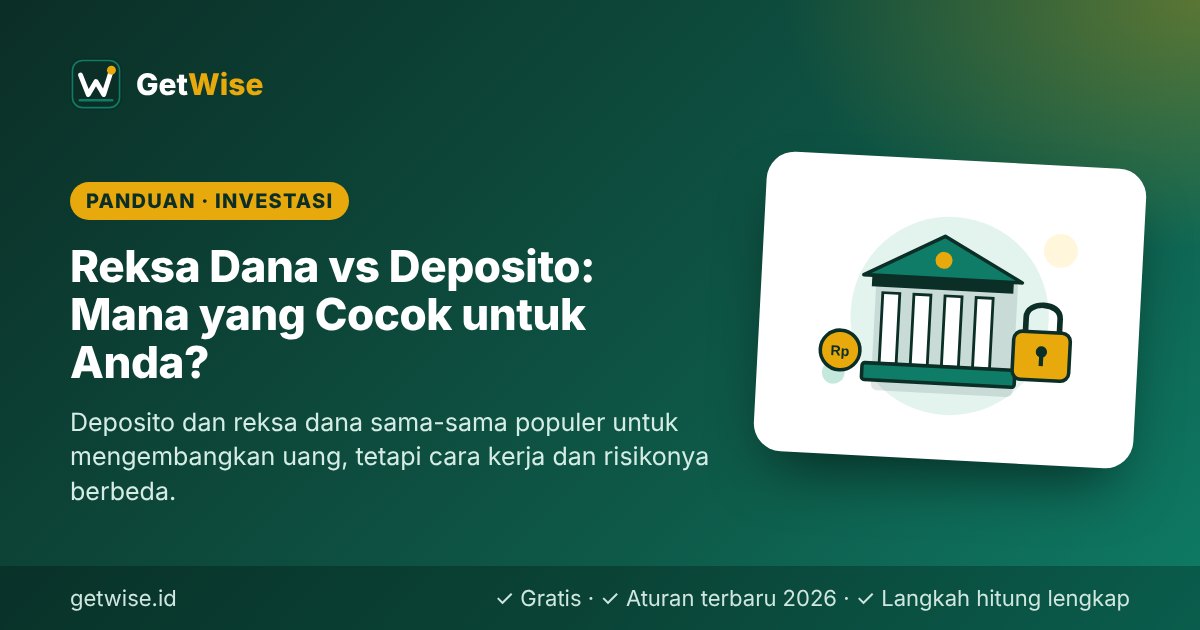 GetWise
PANDUAN · INVESTASI
Reksa Dana vs Deposito:
Mana yang Cocok untuk
Anda?
Deposito dan reksa dana sama-sama populer untuk
mengembangkan uang, tetapi cara kerja dan risikonya
berbeda.
Rp
getwise.id
✓ Gratis · ✓ Aturan terbaru 2026 · ✓ Langkah hitung lengkap